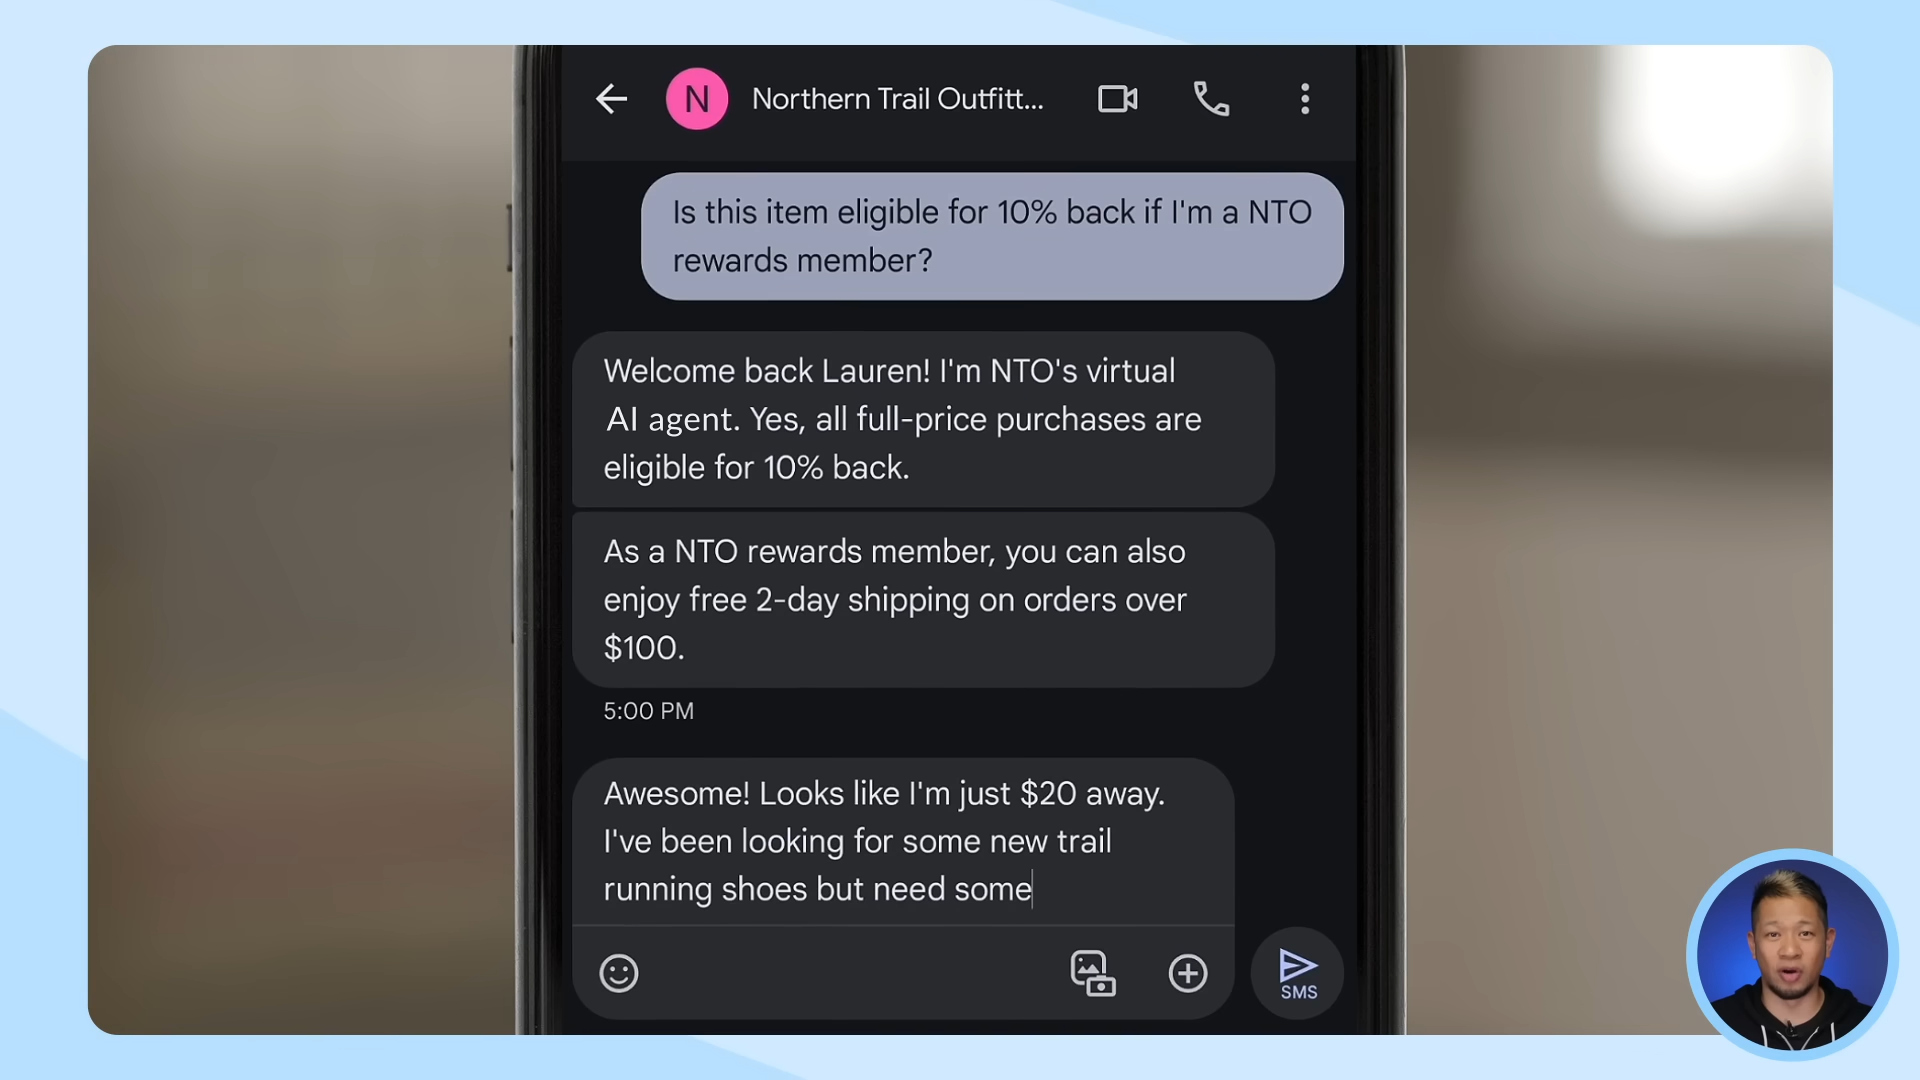 N
Northern Trail Outfitt...
Is this item eligible for 10% back if I'm a NTO
rewards member?
Welcome back Lauren! I'm NTO's virtual
AI agent. Yes, all full-price purchases are
eligible for 10% back.
As a NTO rewards member, you can also
enjoy free 2-day shipping on orders over
$100.
5:00 PM
Awesome! Looks like I'm just $20 away.
I've been looking for some new trail
running shoes but need some
SMS